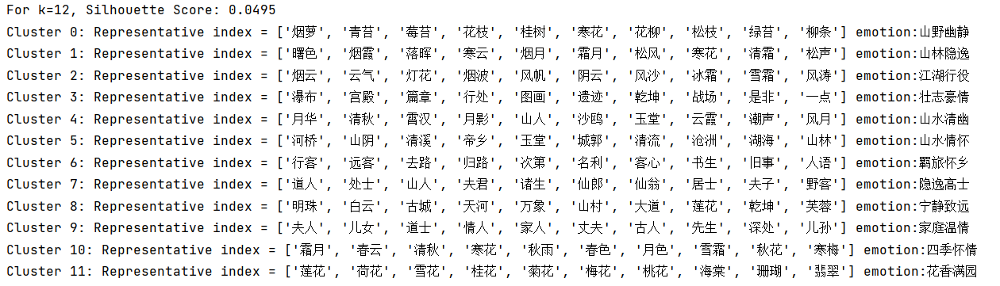 For k=12, Silhouette Score: 0.0495
Cluster 0: Representative index = ['烟萝', '青苔', '莓苔', '花枝', '桂树', '寒花', '花柳', '松枝', '绿苔', '柳条'] emotion:山野幽静
Cluster 1: Representative index = ['曙色', '烟霞', '落晖', '寒云', '烟月', '霜月', '松风', '寒花', '清霜', '松声'] emotion:山林隐逸
Cluster 2: Representative index = ['烟云', '云气', '灯花', '烟波', '风帆', '阴云', '风沙', '冰霜', '雪霜', '风涛'] emotion:江湖行役
Cluster 3: Representative index = ['瀑布', '宫殿', '篇章', '行处', '图画', '遗迹', '乾坤', '战场', '是非', '一点'] emotion:壮志豪情
Cluster 4: Representative index = ['月华', '清秋', '霄汉', '月影', '山人', '沙鸥', '玉堂', '云霞', '潮声', '风月'] emotion:山水清幽
Cluster 5: Representative index = ['河桥', '山阴', '清溪', '帝乡', '玉堂', '城郭', '清流', '沧洲', '湖海', '山林'] emotion:山水情怀
Cluster 6: Representative index = ['行客', '远客', '去路', '归路', '次第', '名利', '客心', '书生', '旧事', '人语'] emotion:羁旅怀乡
Cluster 7: Representative index = ['道人', '处士', '山人', '夫君', '诸生', '仙郎', '仙翁', '居士', '夫子', '野客'] emotion:隐逸高士
Cluster 8: Representative index = ['明珠', '白云', '古城', '天河', '万象', '山村', '大道', '莲花', '乾坤', '芙蓉'] emotion:宁静致远
Cluster 9: Representative index = ['夫人', '儿女', '道士', '情人', '家人', '丈夫', '古人', '先生', '深处', '儿孙'] emotion:家庭温情
Cluster 10: Representative index = ['霜月', '春云', '清秋', '寒花', '秋雨', '春色', '月色', '雪霜', '秋花', '寒梅'] emotion:四季怀情
Cluster 11: Representative index = ['莲花', '荷花', '雪花', '桂花', '菊花', '梅花', '桃花', '海棠', '珊瑚', '翡翠'] emotion:花香满园